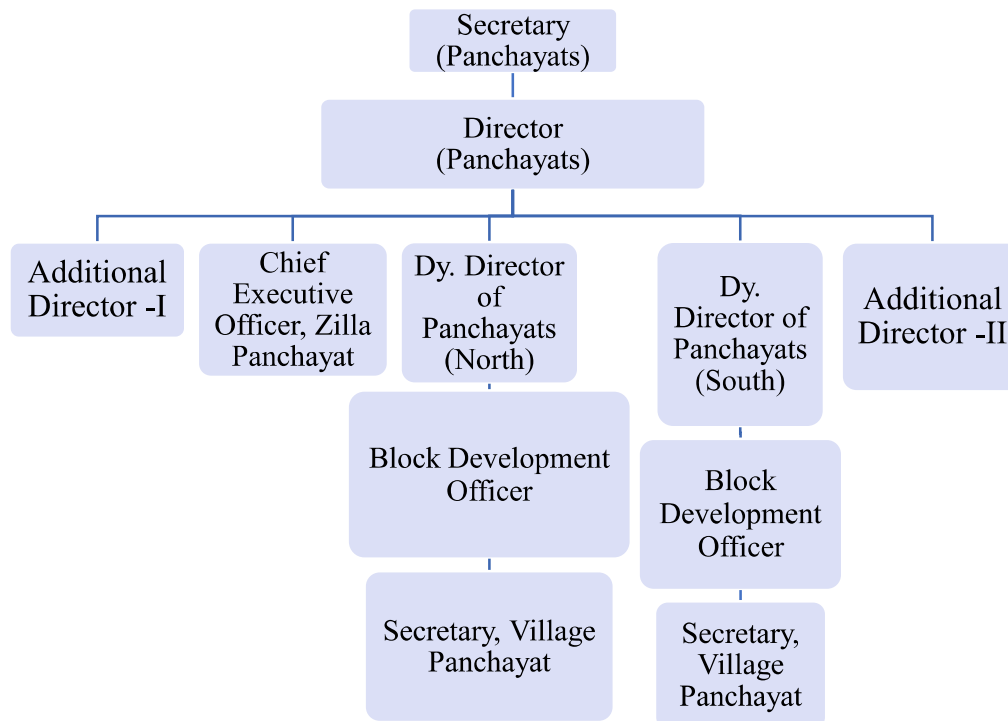 Secretary
(Panchayats)
Director
(Panchayats)
Additional
Director -I
Chief
Executive
Officer, Zilla
Panchayat
Dy. Director
of
Panchayats
(North)
Dy.
Director of
Panchayats
(South)
Additional
Director -II
Block Development
Officer
Block
Development
Officer
Secretary, Village
Panchayat
Secretary,
Village
Panchayat